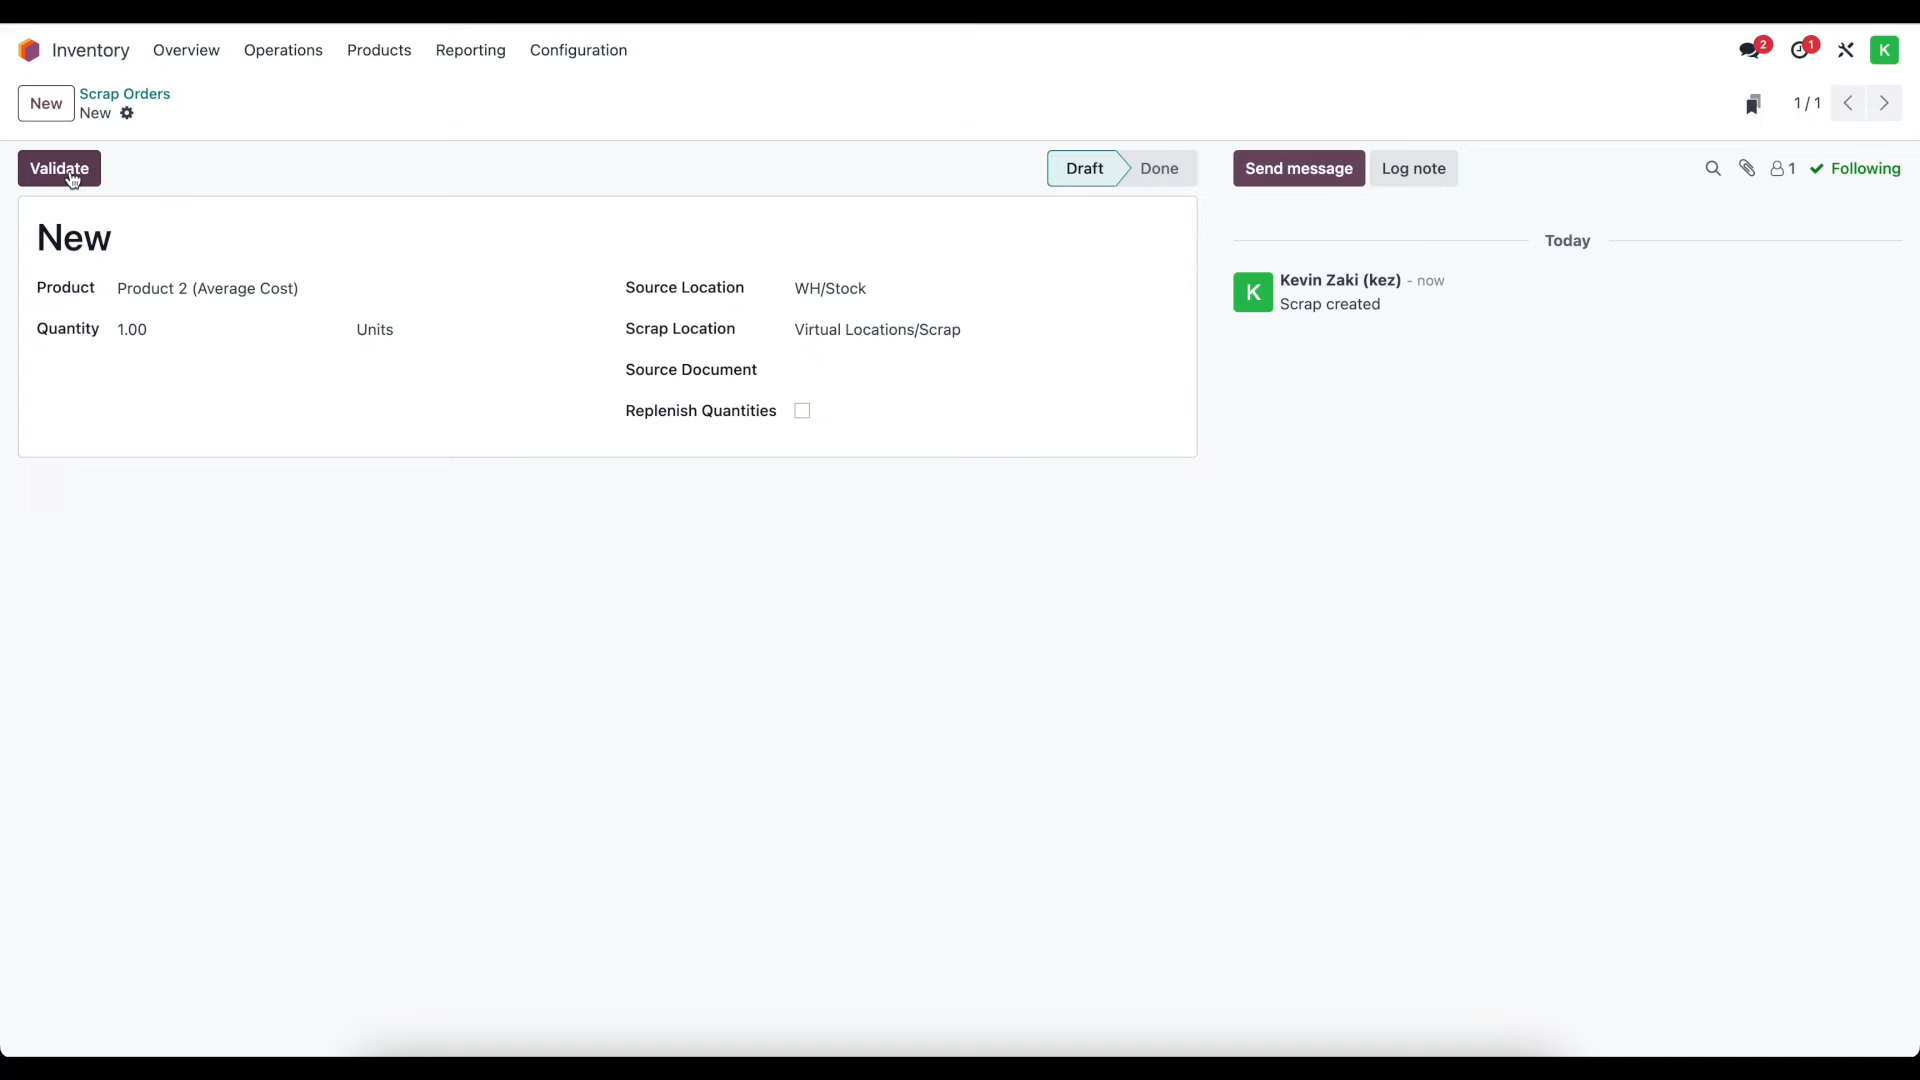 Inventory Overview Operations Products Reporting Configuration 2 1 K
New Scrap Orders
New 1 / 1
Validate Draft Done Send message Log note 1 Following
New
Today
Product Product 2 (Average Cost) Source Location WH/Stock
K Kevin Zaki (kez) - now
Scrap created
Quantity 1.00 Units Scrap Location Virtual Locations/Scrap
Source Document
Replenish Quantities